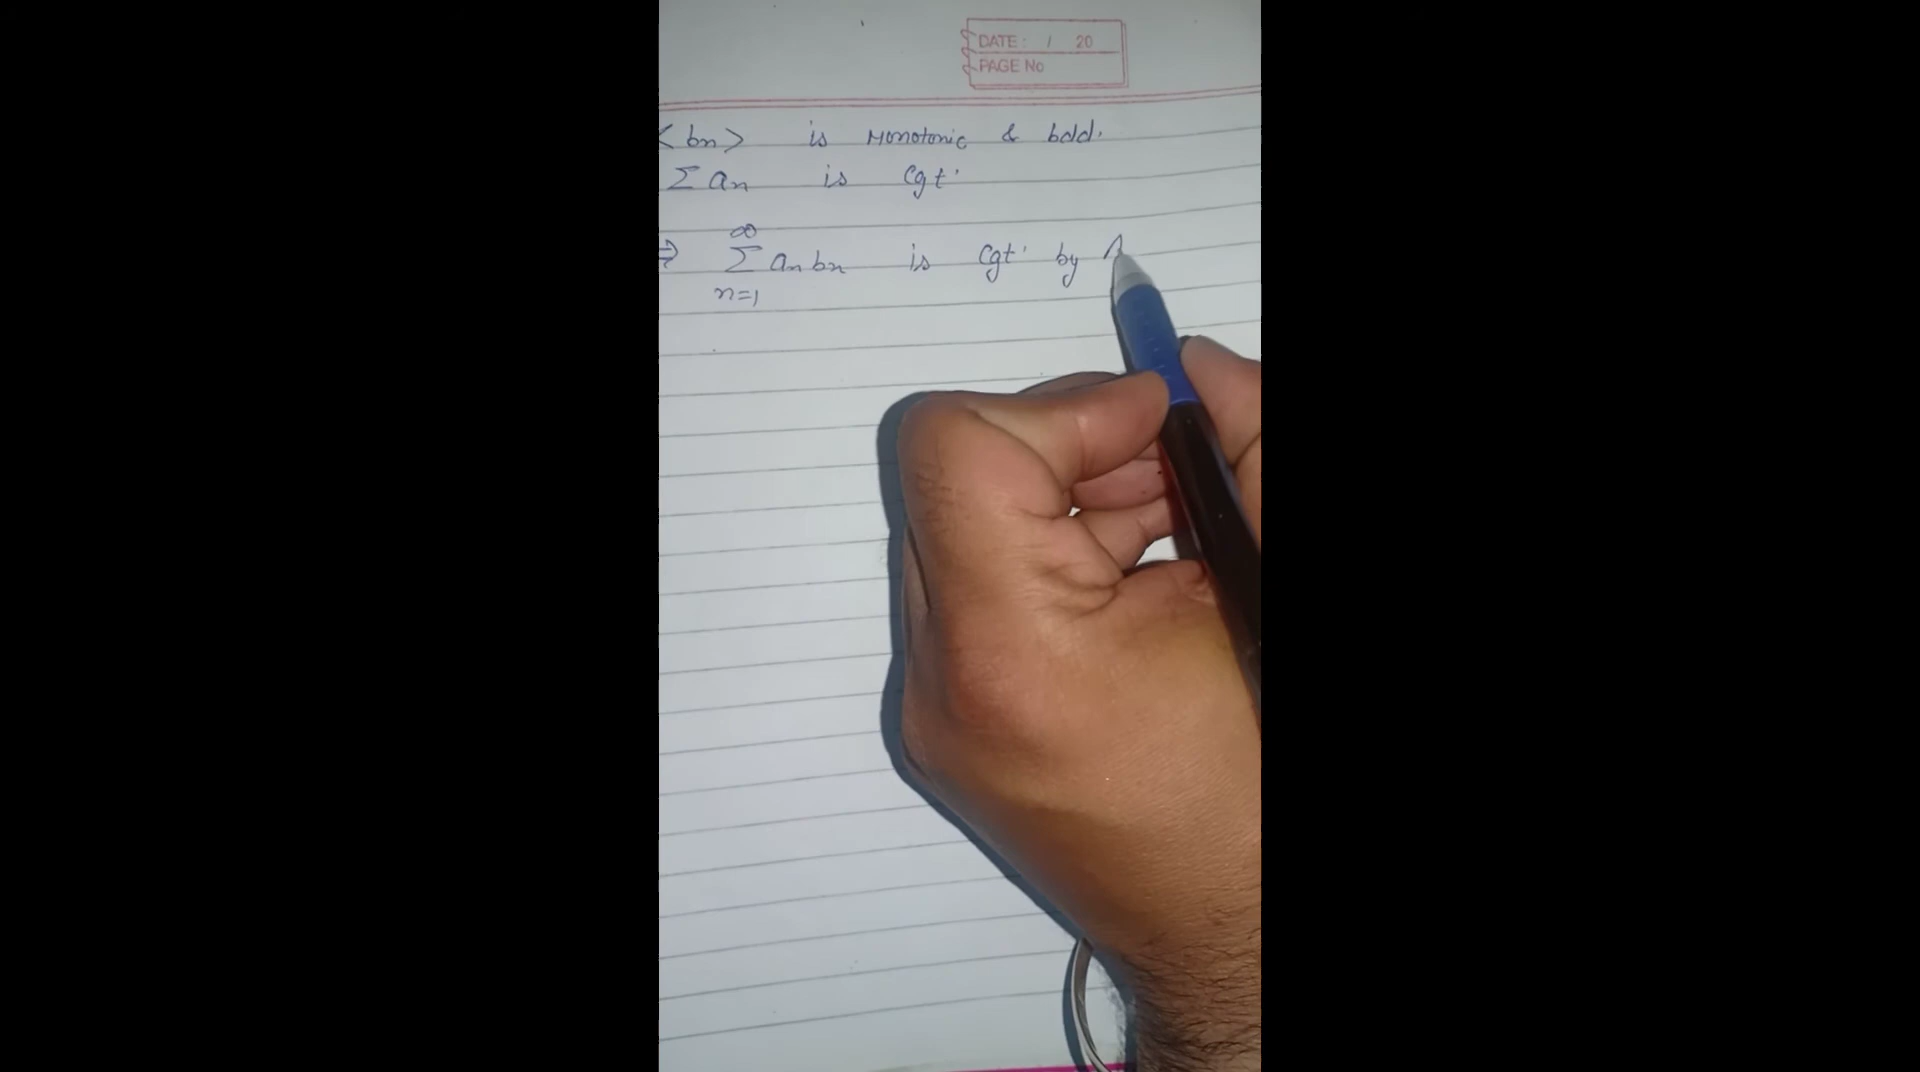 DATE: / 20
PAGE No
<bn> is Monotonic & bdd.
Σ an is Cgt.
⇒ ∞
Σ an bn is Cgt. by A
n=1